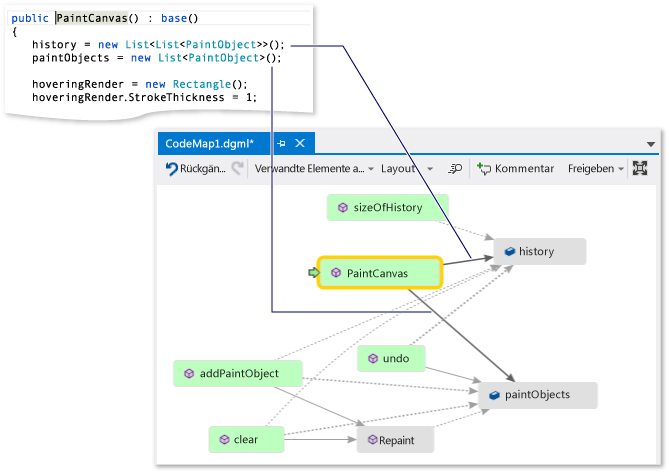 public PaintCanvas() : base()
{
history = new List<List<PaintObject>>();
paintObjects = new List<PaintObject>();
hoveringRender = new Rectangle();
hoveringRender.StrokeThickness = 1;
CodeMap1.dgml*
Rückgän... Verwandte Elemente a... Layout Kommentar Freigeben
sizeOfHistory
history
PaintCanvas
undo
addPaintObject
paintObjects
clear
Repaint